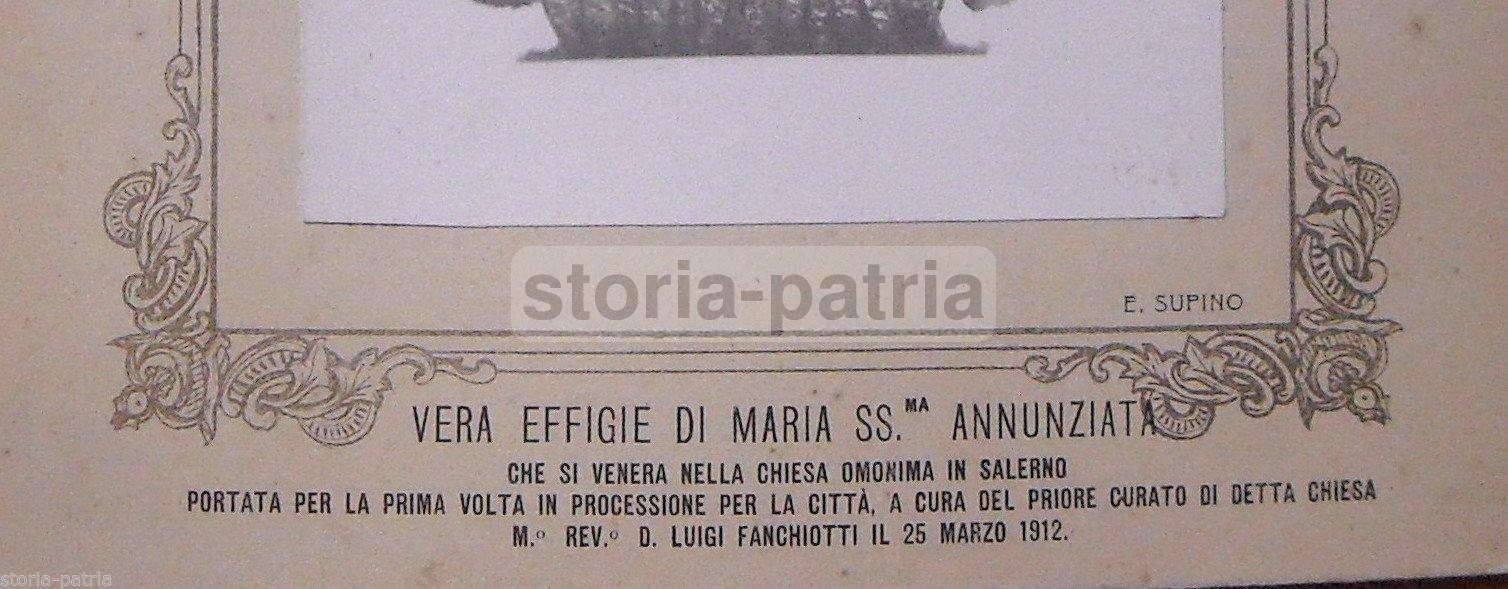 storia-patria
E. SUPINO
VERA EFFIGIE DI MARIA SS.MA ANNUNZIATA
CHE SI VENERA NELLA CHIESA OMONIMA IN SALERNO
PORTATA PER LA PRIMA VOLTA IN PROCESSIONE PER LA CITTÀ, A CURA DEL PRIORE CURATO DI DETTA CHIESA
M.o REV.o D. LUIGI FANCHIOTTI IL 25 MARZO 1912.
storia-patria